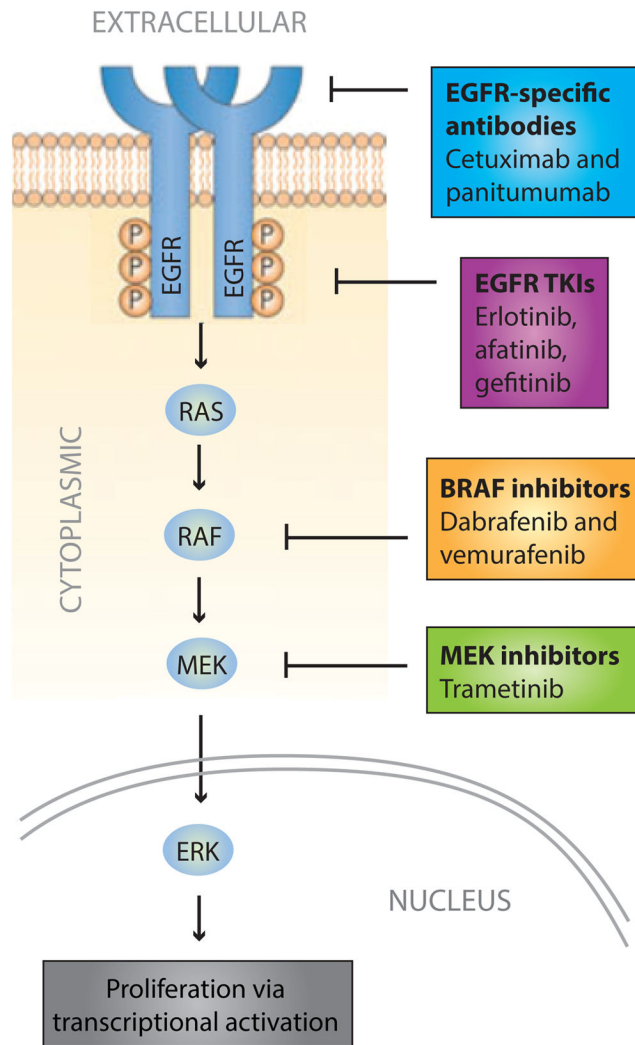 EXTRACELLULAR
EGFR-specific
antibodies
Cetuximab and
panitumumab
P
P
P
EGFR
EGFR
P
P
P
EGFR TKIs
Erlotinib,
afatinib,
gefitinib
RAS
CYTOPLASMIC
RAF
BRAF inhibitors
Dabrafenib and
vemurafenib
MEK
MEK inhibitors
Trametinib
ERK
NUCLEUS
Proliferation via
transcriptional activation